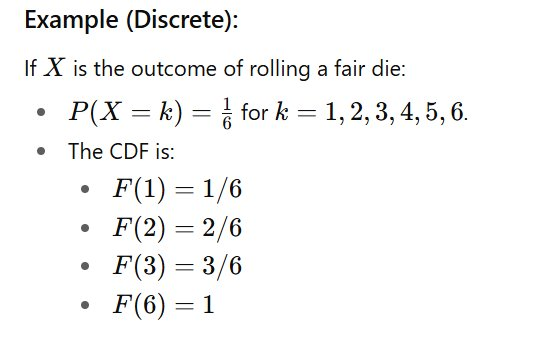 Example (Discrete):
If X is the outcome of rolling a fair die:
• P(X = k) = 1/6 for k = 1, 2, 3, 4, 5, 6.
• The CDF is:
• F(1) = 1/6
• F(2) = 2/6
• F(3) = 3/6
• F(6) = 1